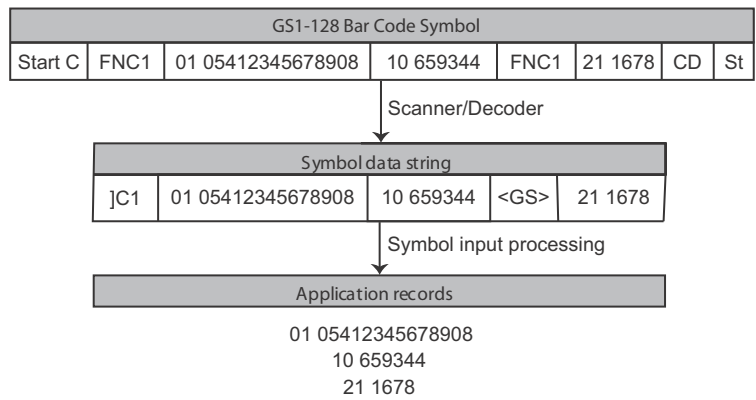 GS1-128 Bar Code Symbol
Start C FNC1 01 05412345678908 10 659344 FNC1 21 1678 CD St
Scanner/Decoder
Symbol data string
]C1 01 05412345678908 10 659344 <GS> 21 1678
Symbol input processing
Application records
01 05412345678908
10 659344
21 1678